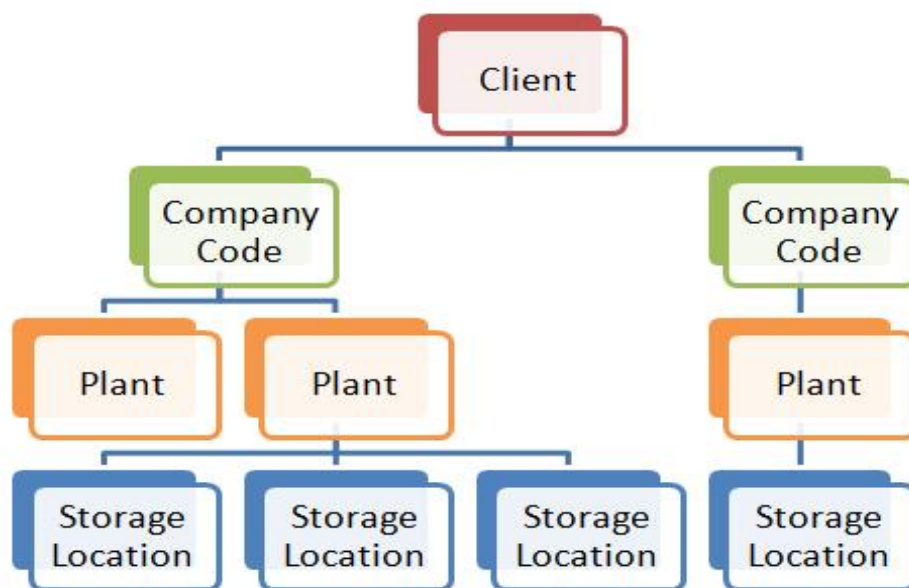 Client
Company
Code
Company
Code
Plant
Plant
Plant
Storage
Location
Storage
Location
Storage
Location
Storage
Location